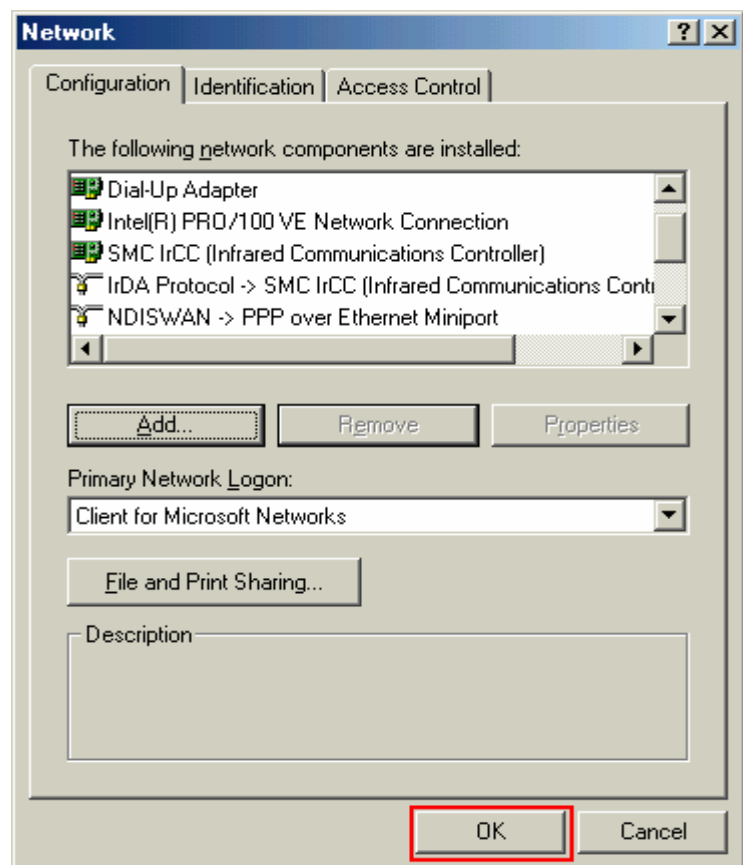 Network
Configuration Identification Access Control
The following network components are installed:
Dial-Up Adapter
Intel(R) PRO/100 VE Network Connection
SMC IrCC (Infrared Communications Controller)
IrDA Protocol -> SMC IrCC (Infrared Communications Contr
NDISWAN -> PPP over Ethernet Miniport
Add... Remove Properties
Primary Network Logon:
Client for Microsoft Networks
File and Print Sharing...
Description
OK Cancel